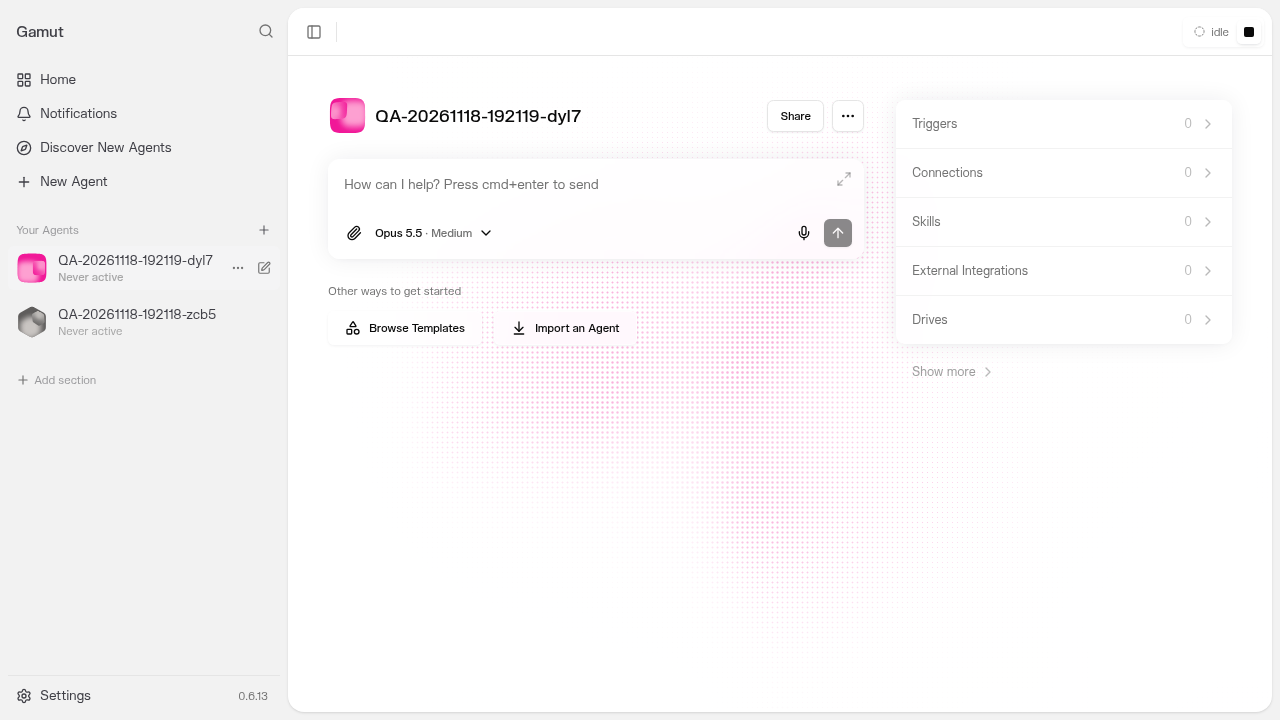 Gamut
Home
Notifications
Discover New Agents
New Agent
Your Agents
QA-20261118-192119-dyl7
Never active
QA-20261118-192118-zcb5
Never active
Add section
Settings
0.6.13
idle
QA-20261118-192119-dyl7
Share
How can I help? Press cmd+enter to send
Opus 5.5 · Medium
Other ways to get started
Browse Templates
Import an Agent
Triggers 0
Connections 0
Skills 0
External Integrations 0
Drives 0
Show more